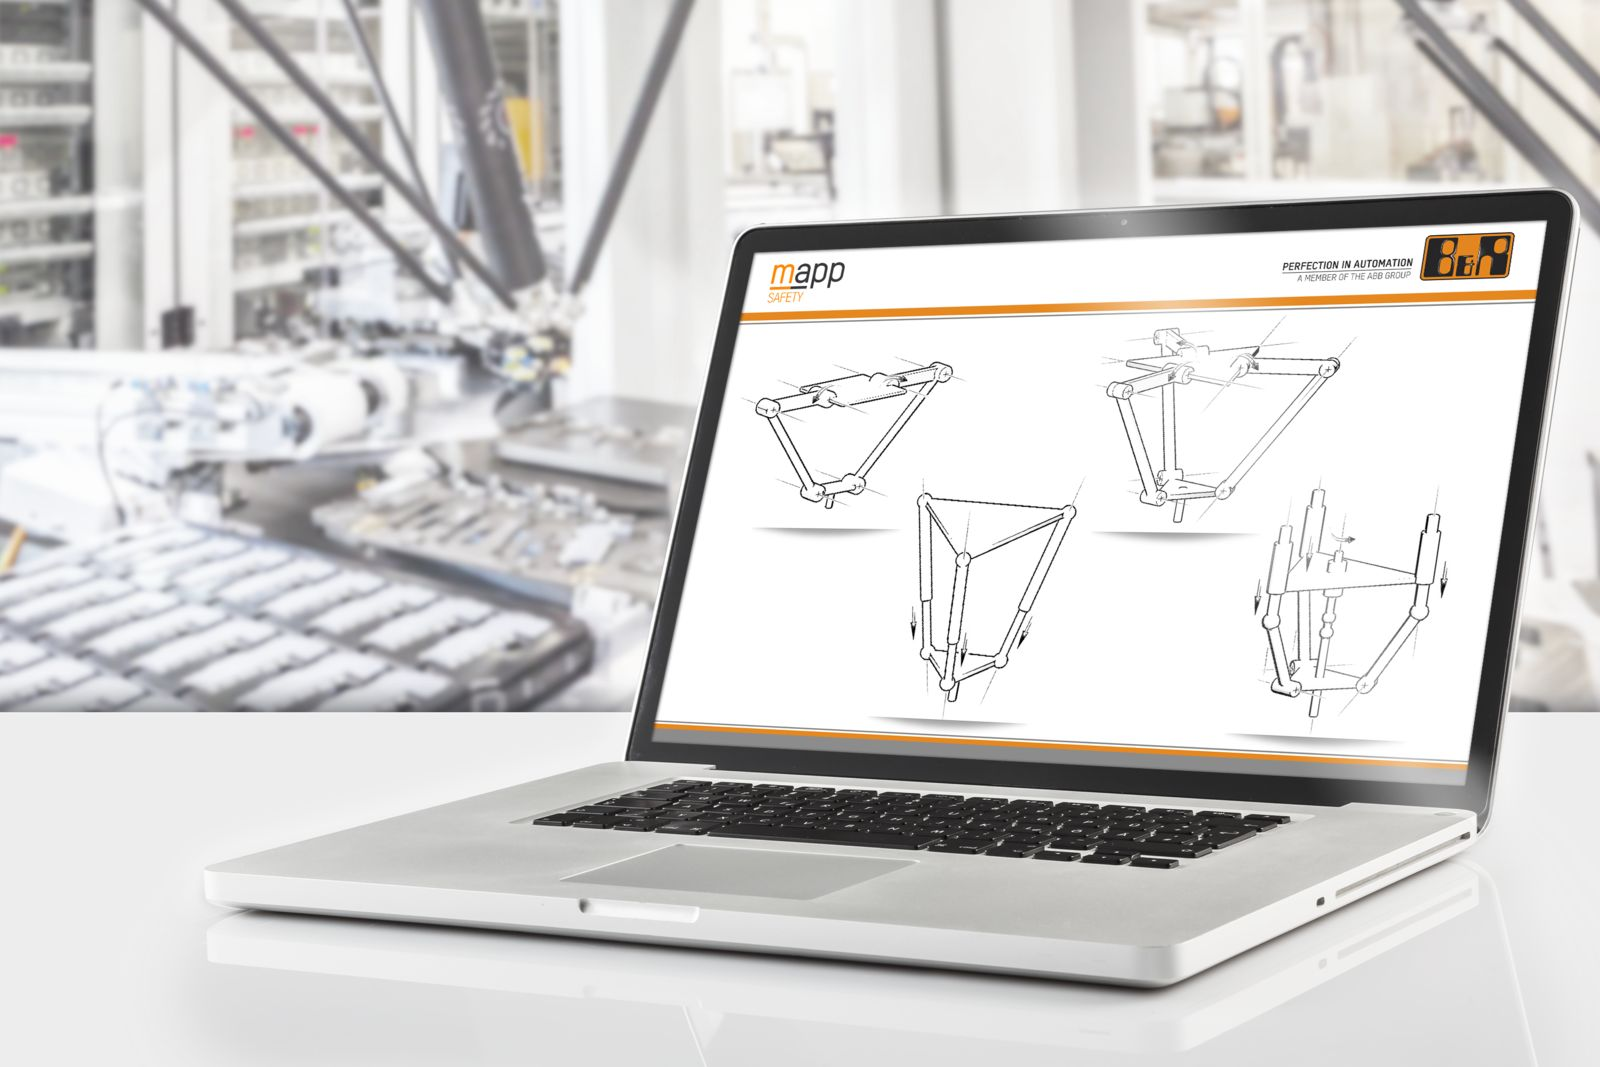 mapp
SAFETY
PERFECTION IN AUTOMATION
A MEMBER OF THE ABB GROUP
B&R